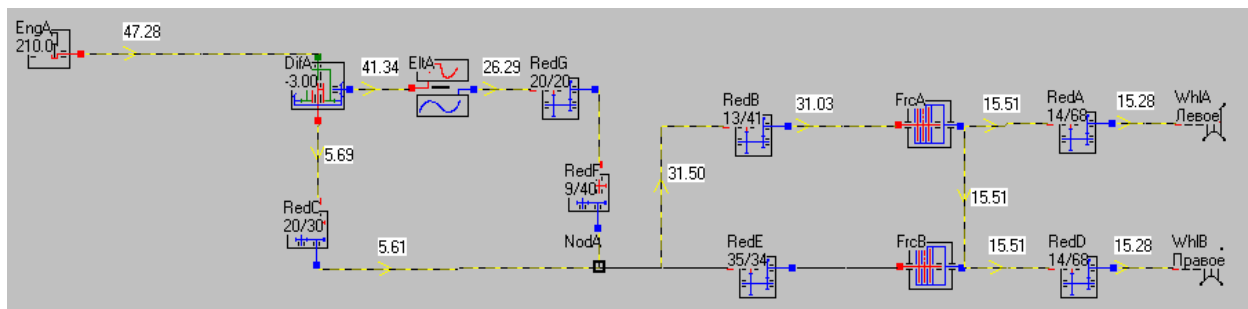 EngA
210.0
47.28
DifA
-3.00
41.34
EltA
26.29
RedG
20/20
RedB
13/41
31.03
FrcA
15.51
RedA
14/68
15.28
WhlA
Левое
5.69
RedF
9/40
31.50
15.51
RedC
20/30
5.61
NodA
RedE
35/34
FrcB
15.51
RedD
14/68
15.28
WhlB
Правое